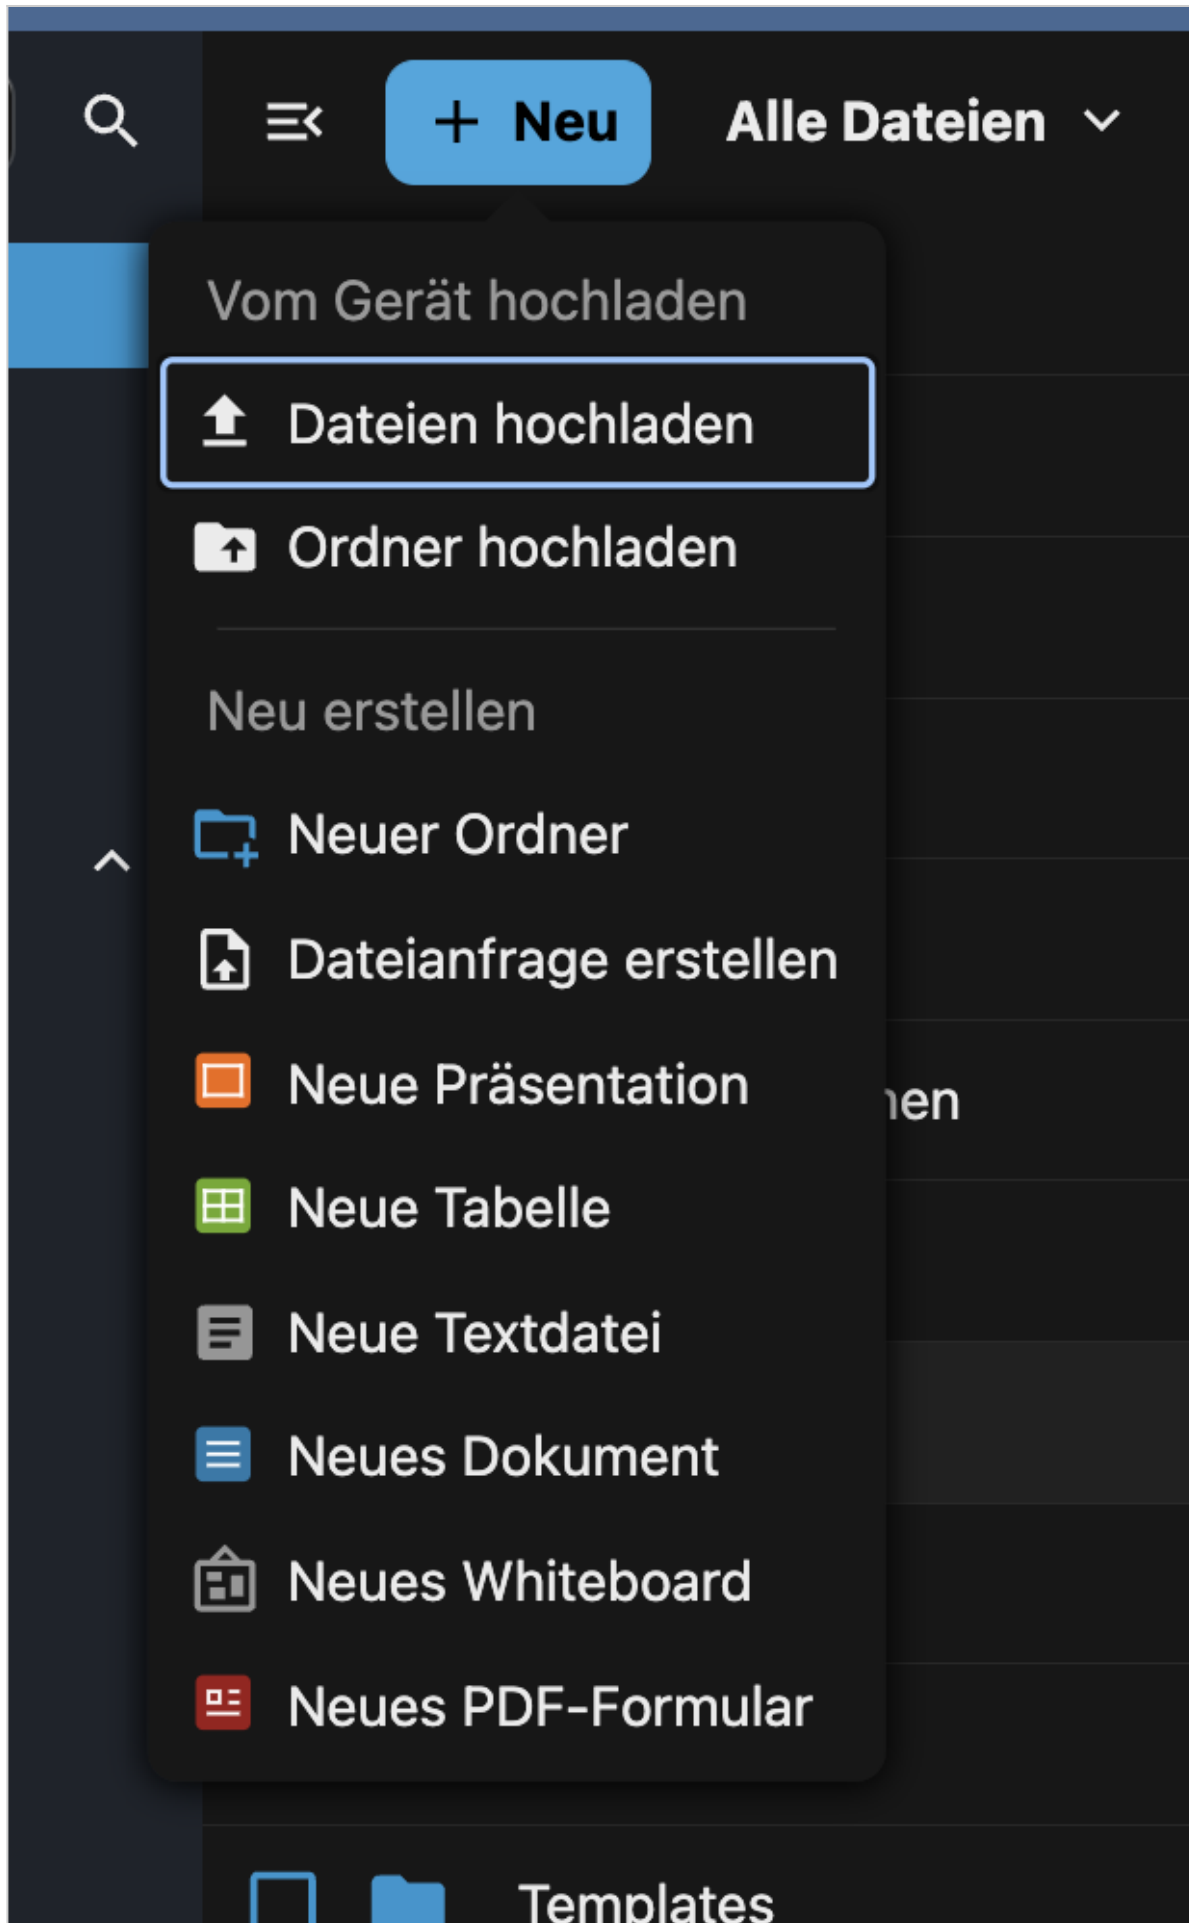 + Neu
Alle Dateien
Vom Gerät hochladen
Dateien hochladen
Ordner hochladen
Neu erstellen
Neuer Ordner
Dateianfrage erstellen
Neue Präsentation
Neue Tabelle
Neue Textdatei
Neues Dokument
Neues Whiteboard
Neues PDF-Formular
Templates